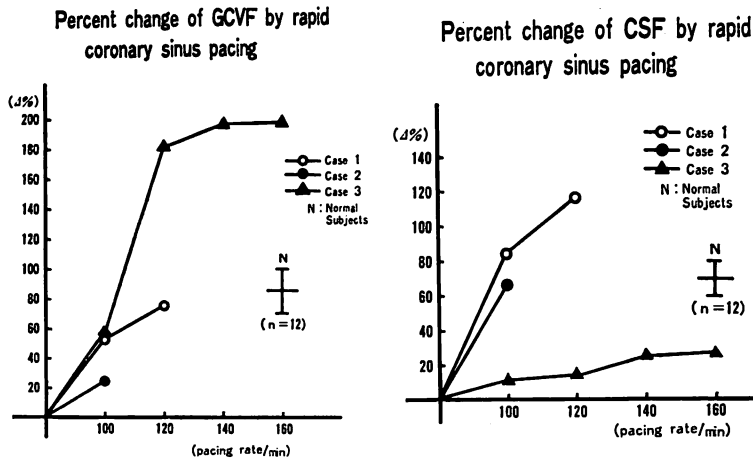 Percent change of GCVF by rapid
coronary sinus pacing
(Δ%)
200
180
160
140
120
100
80
60
40
20
100 120 140 160
(pacing rate/min)
Case 1
Case 2
Case 3
N : Normal
Subjects
N
(n=12)
Percent change of CSF by rapid
coronary sinus pacing
(Δ%)
140
120
100
80
60
40
20
100 120 140 160
(pacing rate/min)
Case 1
Case 2
Case 3
N : Normal
Subjects
N
(n=12)